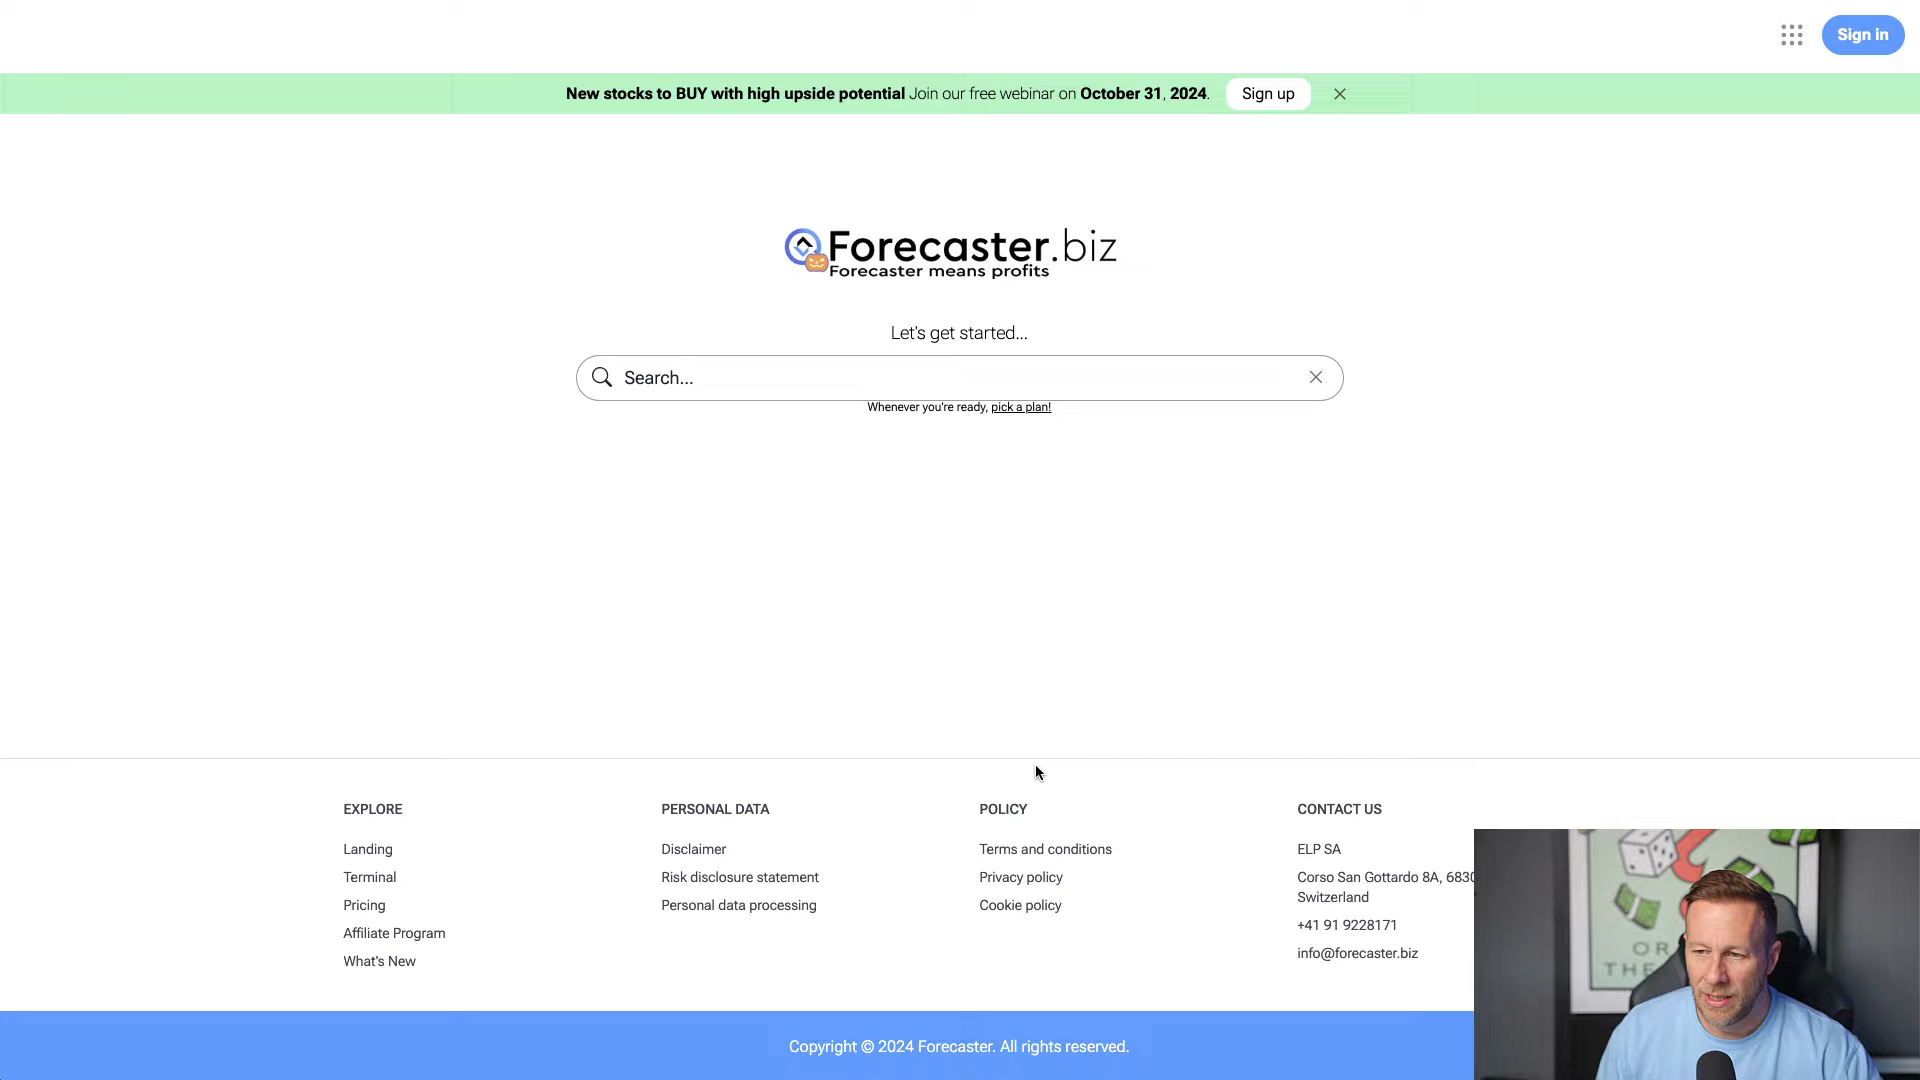 Sign in
New stocks to BUY with high upside potential Join our free webinar on October 31, 2024. Sign up
Forecaster.biz
Forecaster means profits
Let's get started...
Search...
Whenever you're ready, pick a plan!
EXPLORE
Landing
Terminal
Pricing
Affiliate Program
What's New
PERSONAL DATA
Disclaimer
Risk disclosure statement
Personal data processing
POLICY
Terms and conditions
Privacy policy
Cookie policy
CONTACT US
ELP SA
Corso San Gottardo 8A, 6830
Switzerland
+41 91 9228171
info@forecaster.biz
Copyright © 2024 Forecaster. All rights reserved.